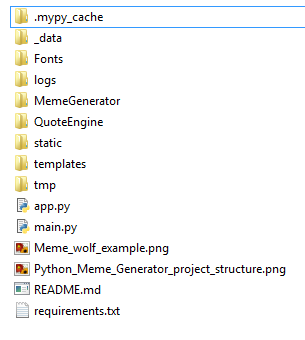 .mypy_cache
_data
Fonts
logs
MemeGenerator
QuoteEngine
static
templates
tmp
app.py
main.py
Meme_wolf_example.png
Python_Meme_Generator_project_structure.png
README.md
requirements.txt